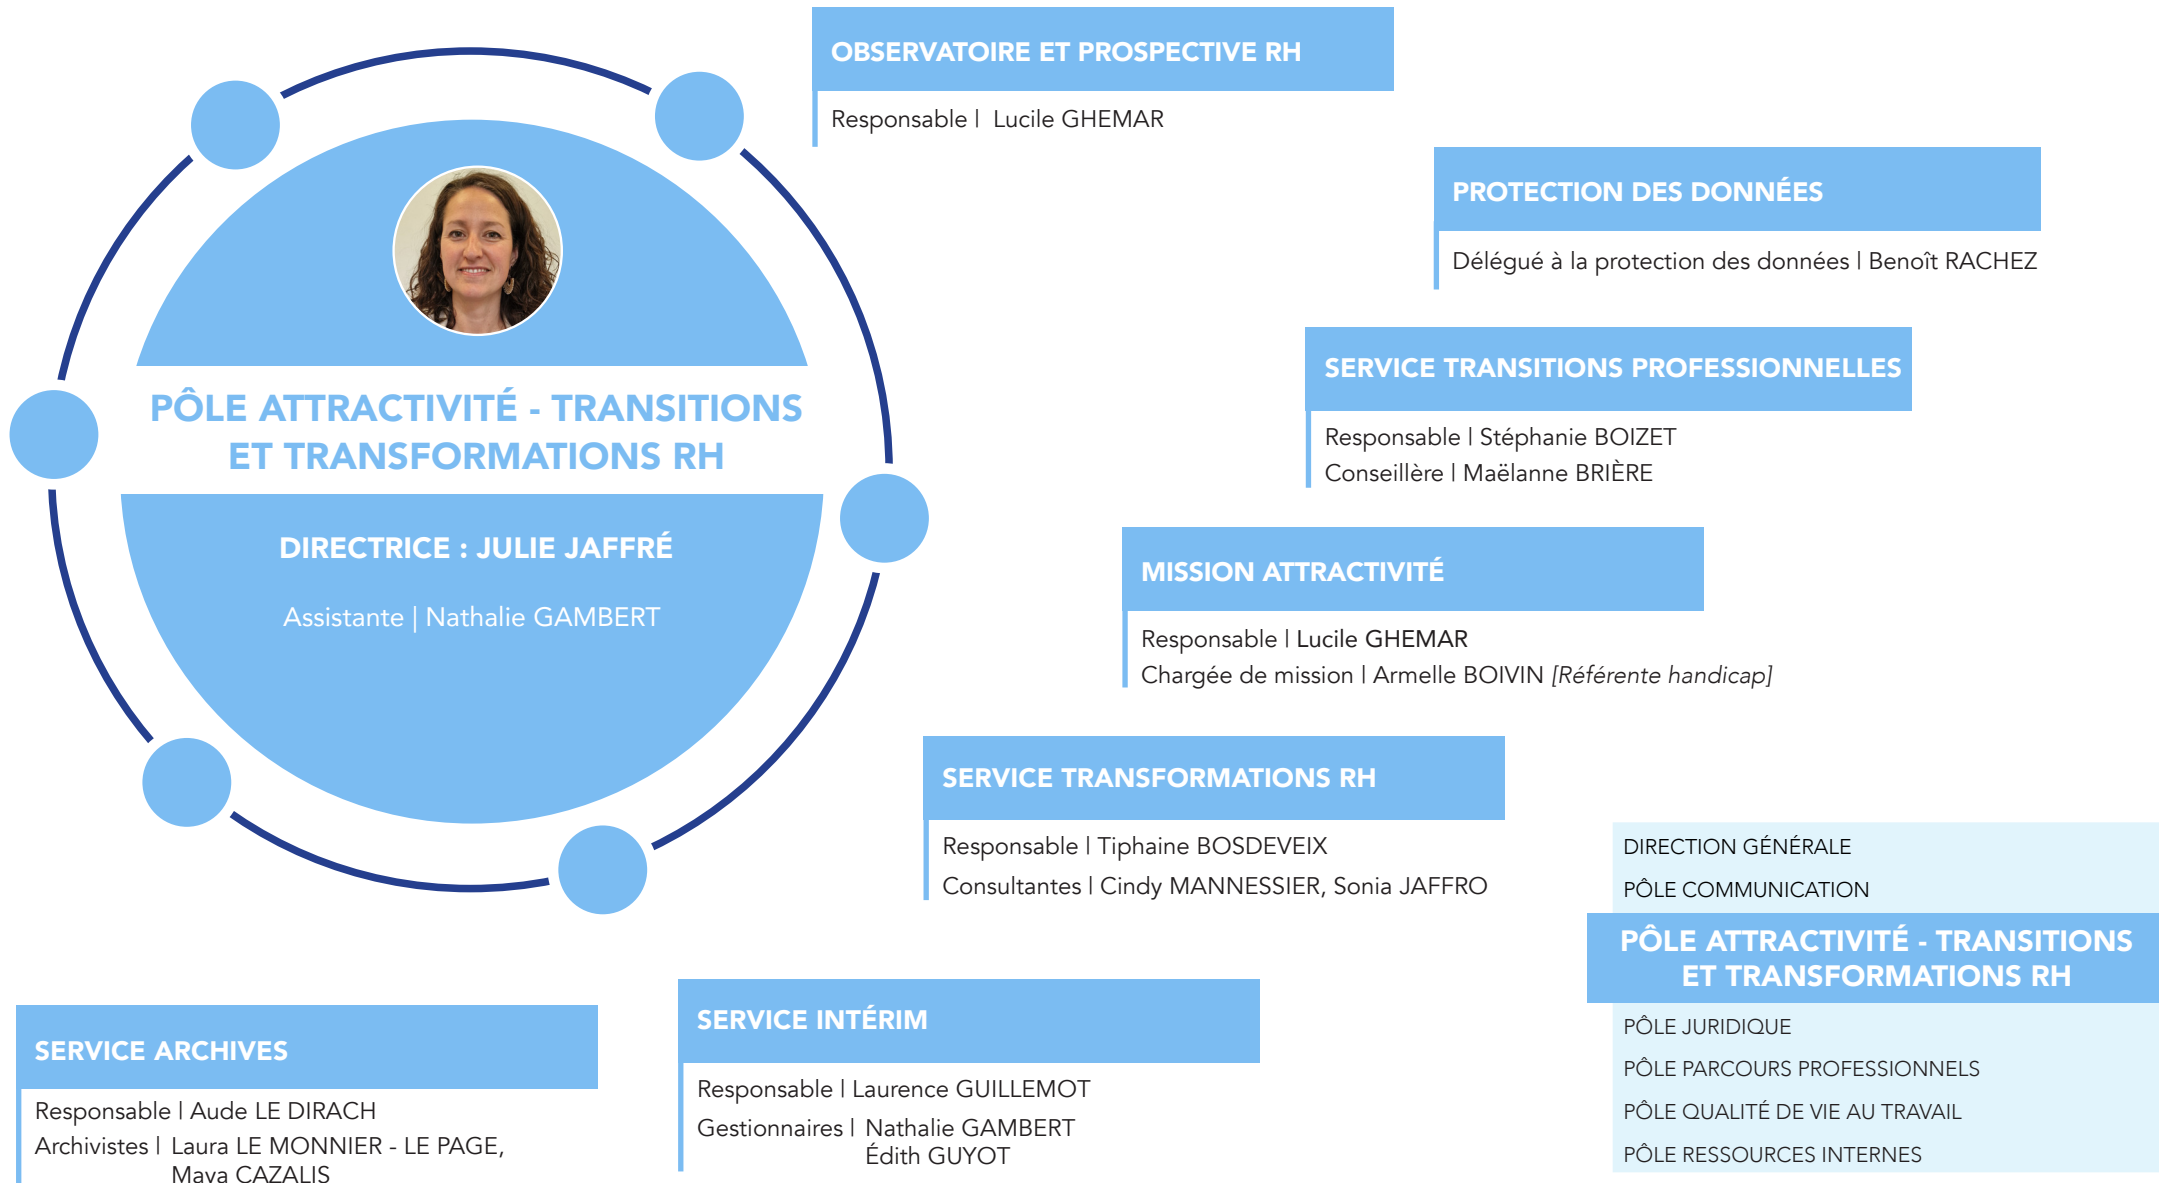 OBSERVATOIRE ET PROSPECTIVE RH
Responsable | Lucile GHEMAR
PROTECTION DES DONNÉES
Délégué à la protection des données | Benoît RACHEZ
SERVICE TRANSITIONS PROFESSIONNELLES
Responsable | Stéphanie BOIZET
Conseillère | Maëlanne BRIÈRE
PÔLE ATTRACTIVITÉ - TRANSITIONS
ET TRANSFORMATIONS RH
DIRECTRICE : JULIE JAFFRÉ
Assistante | Nathalie GAMBERT
MISSION ATTRACTIVITÉ
Responsable | Lucile GHEMAR
Chargée de mission | Armelle BOIVIN [Référente handicap]
SERVICE TRANSFORMATIONS RH
Responsable | Tiphaine BOSDEVEIX
Consultantes | Cindy MANNESSIER, Sonia JAFFRO
SERVICE INTÉRIM
Responsable | Laurence GUILLEMOT
Gestionnaires | Nathalie GAMBERT
Édith GUYOT
SERVICE ARCHIVES
Responsable | Aude LE DIRACH
Archivistes | Laura LE MONNIER - LE PAGE,
Maya CAZALIS
DIRECTION GÉNÉRALE
PÔLE COMMUNICATION
PÔLE ATTRACTIVITÉ - TRANSITIONS
ET TRANSFORMATIONS RH
PÔLE JURIDIQUE
PÔLE PARCOURS PROFESSIONNELS
PÔLE QUALITÉ DE VIE AU TRAVAIL
PÔLE RESSOURCES INTERNES